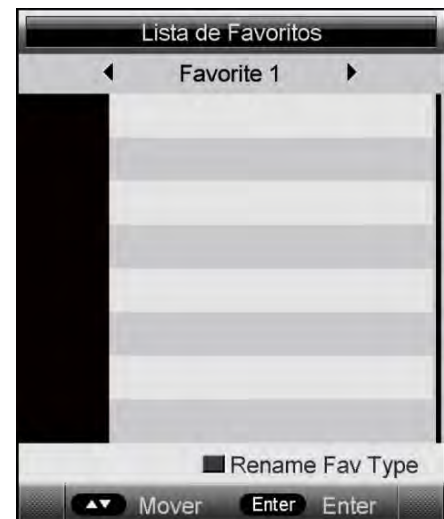 Lista de Favoritos
Favorite 1
Rename Fav Type
Mover Enter Enter